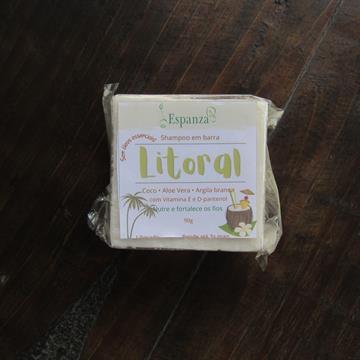 Espanza
Shampoo em barra
Sem óleos essenciais
Litoral
Coco • Aloe Vera • Argila branca
com Vitamina E e D-pantenol
Nutre e fortalece os fios
90g